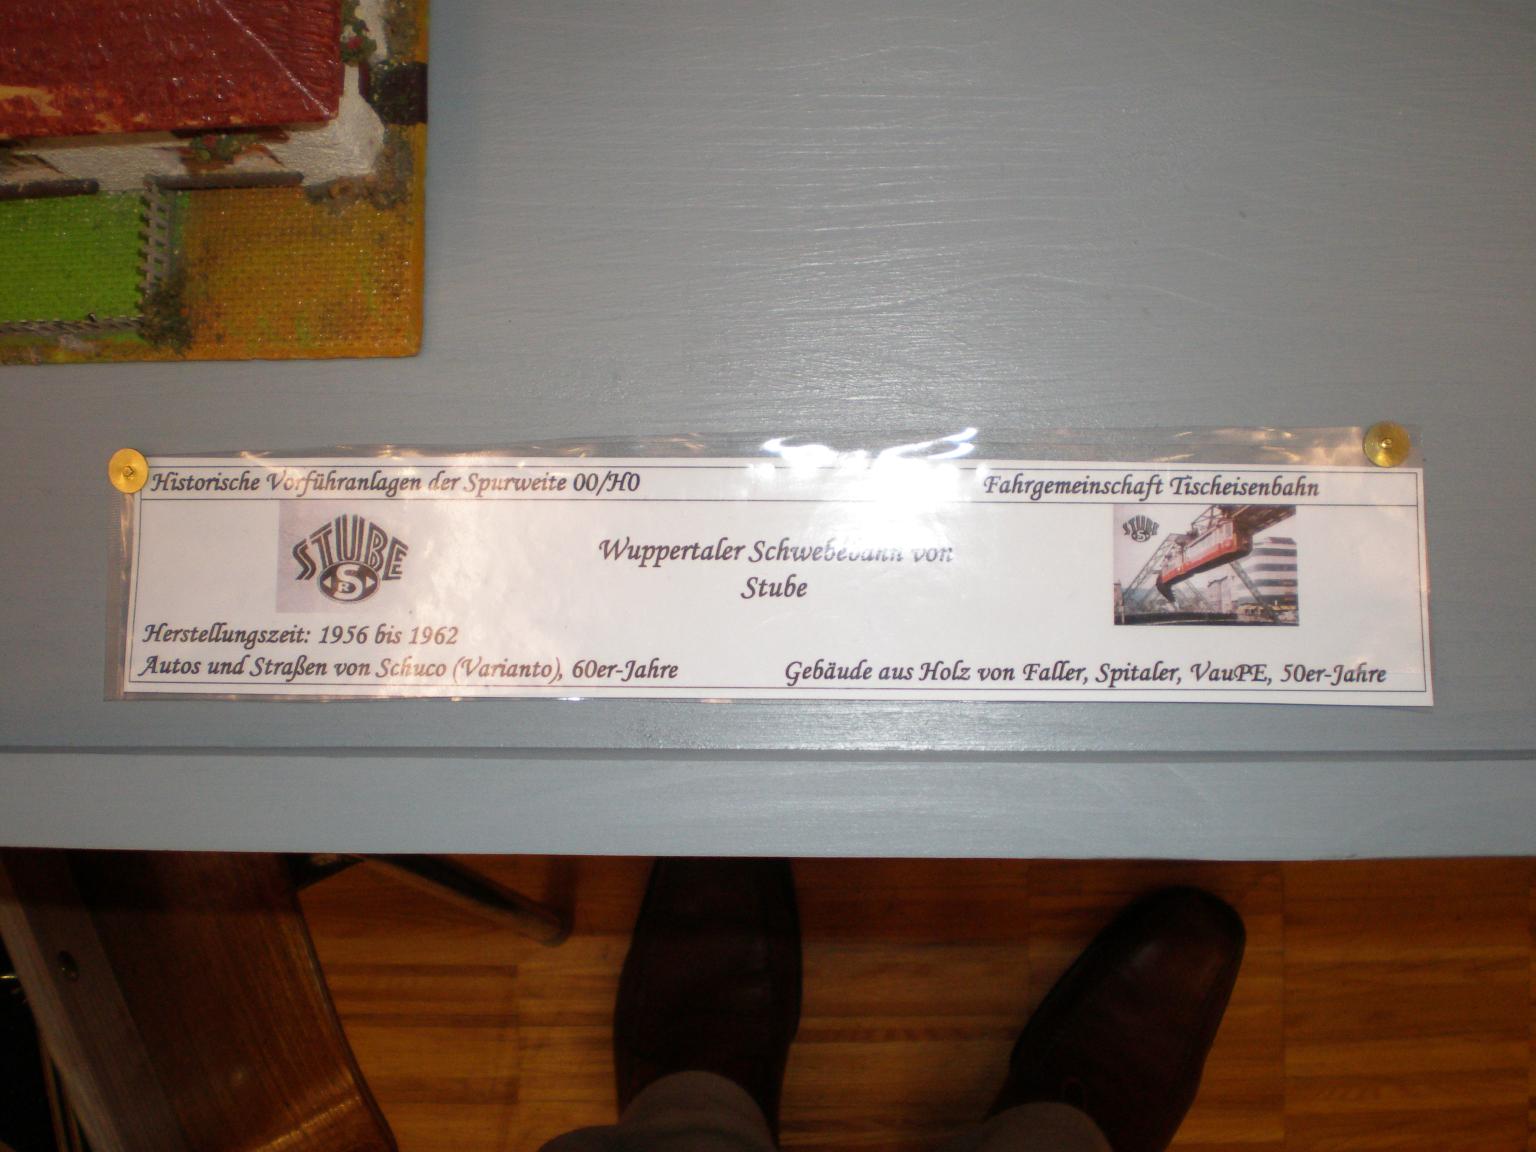 Historische Vorführanlagen der Spurweite 00/H0
Fahrgemeinschaft Tischeisenbahn
STUBE
S
B
Wuppertaler Schwebebahn von
Stube
STUBE
S
Herstellungszeit: 1956 bis 1962
Autos und Straßen von Schuco (Varianto), 60er-Jahre
Gebäude aus Holz von Faller, Spitaler, VauPE, 50er-Jahre